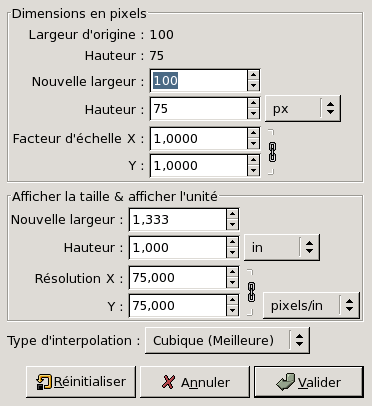 Dimensions en pixels
Largeur d'origine : 100
Hauteur : 75
Nouvelle largeur : 100
Hauteur : 75 px
Facteur d'échelle X : 1,0000
Y : 1,0000
Afficher la taille & afficher l'unité
Nouvelle largeur : 1,333
Hauteur : 1,000 in
Résolution X : 75,000
Y : 75,000 pixels/in
Type d'interpolation : Cubique (Meilleure)
Réinitialiser Annuler Valider